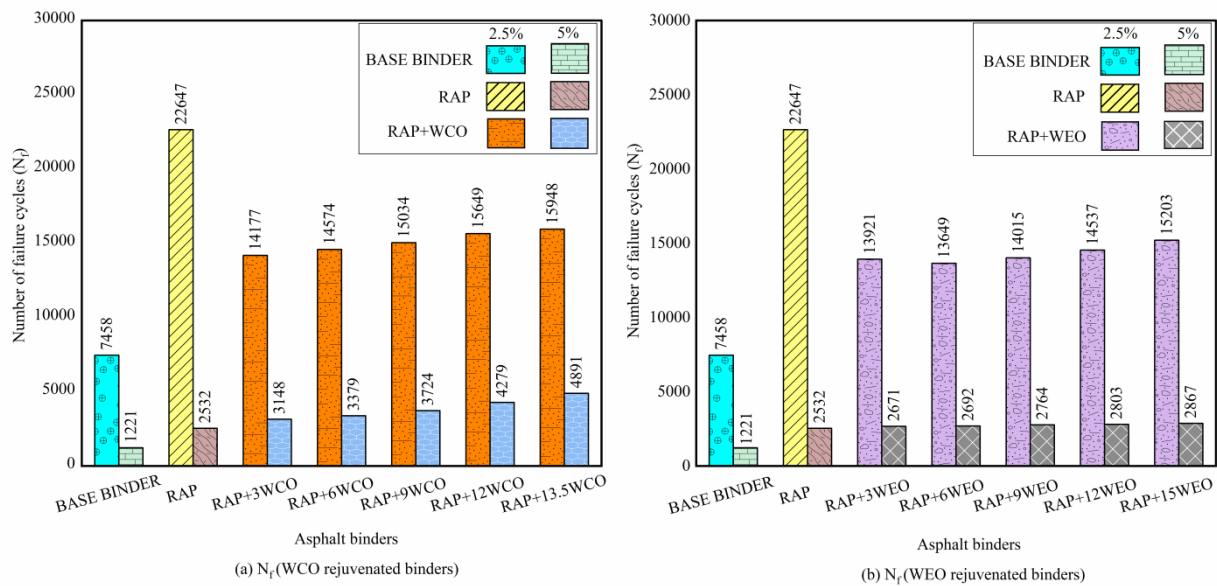 30000
25000
20000
15000
10000
5000
0
Number of failure cycles (Nf)
2.5% 5%
BASE BINDER
RAP
RAP+WCO
7458
1221
22647
2532
14177
3148
14574
3379
15034
3724
15649
4279
15948
4891
BASE BINDER
RAP
RAP+3WCO
RAP+6WCO
RAP+9WCO
RAP+12WCO
RAP+13.5WCO
Asphalt binders
(a) Nf (WCO rejuvenated binders)
30000
25000
20000
15000
10000
5000
0
Number of failure cycles (Nf)
2.5% 5%
BASE BINDER
RAP
RAP+WEO
7458
1221
22647
2532
13921
2671
13649
2692
14015
2764
14537
2803
15203
2867
BASE BINDER
RAP
RAP+3WEO
RAP+6WEO
RAP+9WEO
RAP+12WEO
RAP+15WEO
Asphalt binders
(b) Nf (WEO rejuvenated binders)